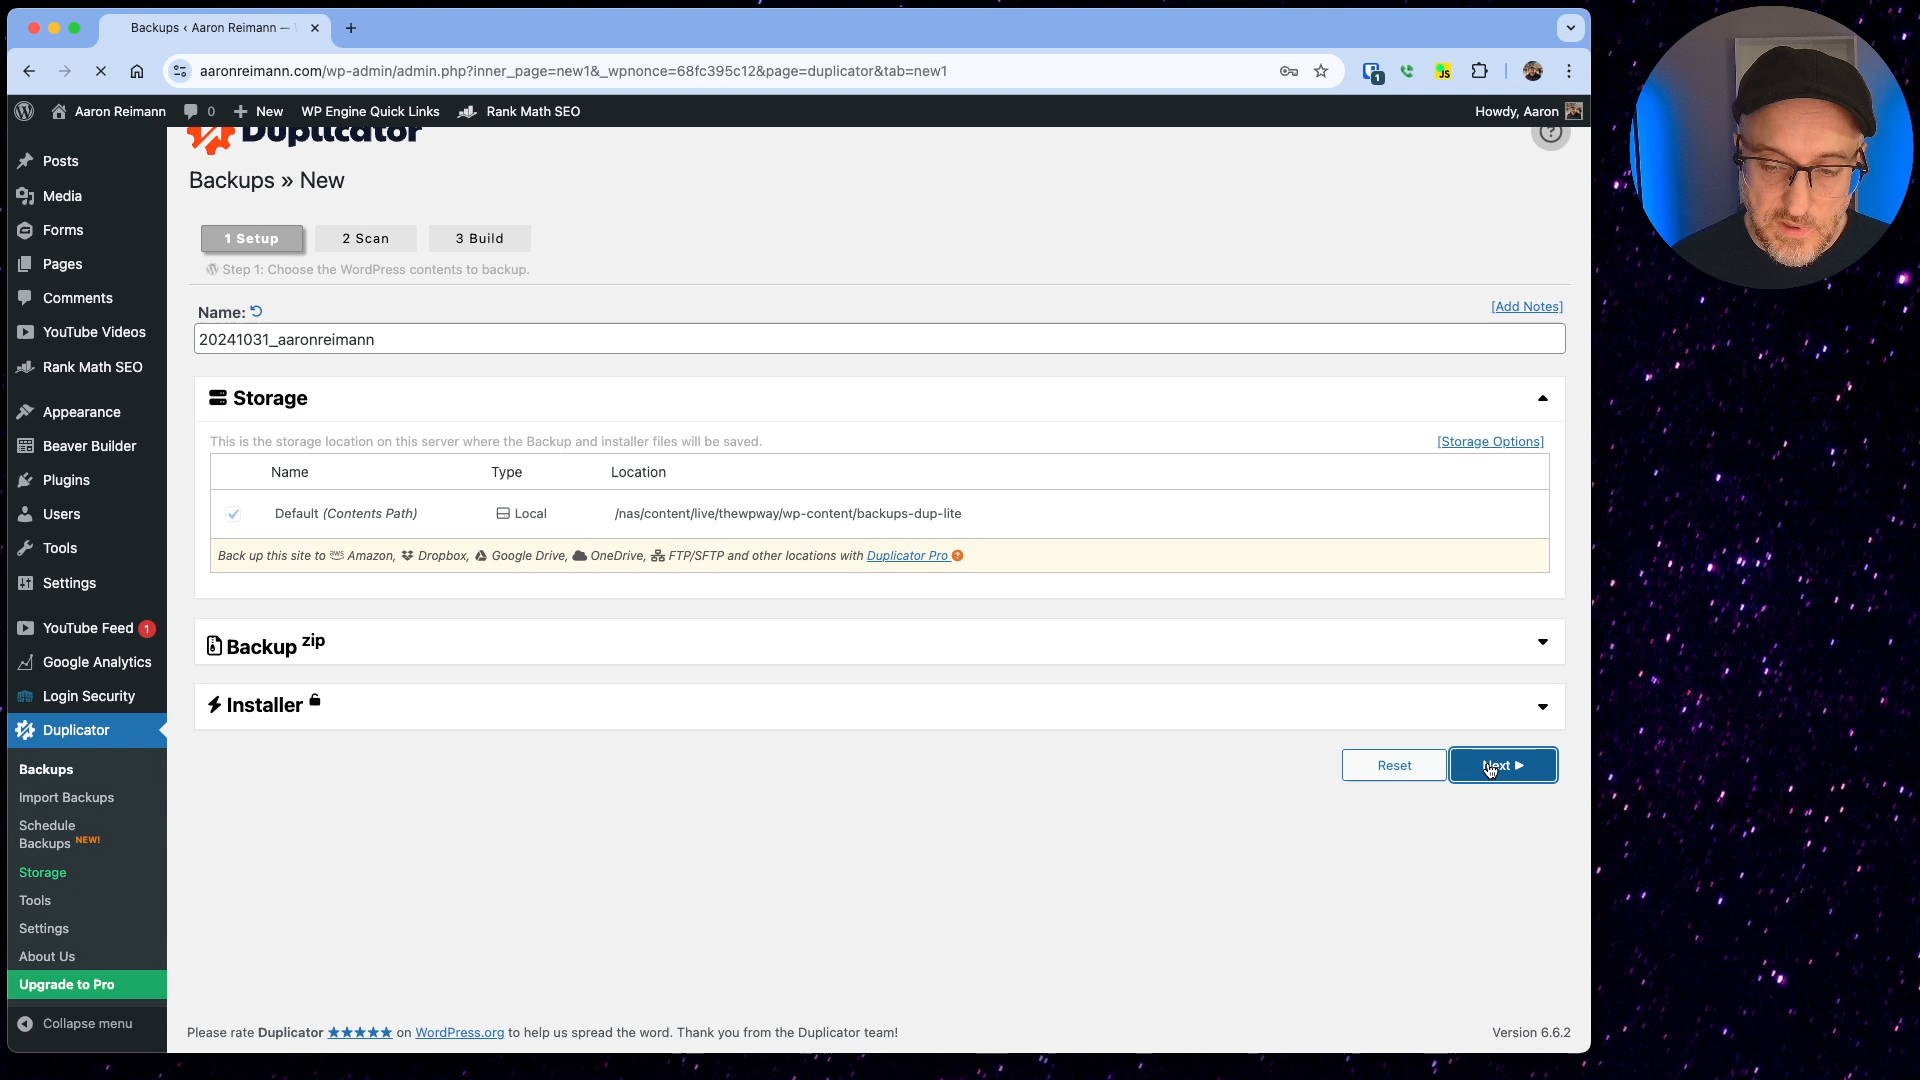 Backups ‹ Aaron Reimann —
aaronreimann.com/wp-admin/admin.php?inner_page=new1&_wpnonce=68fc395c12&page=duplicator&tab=new1
1
JS
Aaron Reimann
0
New
WP Engine Quick Links
Rank Math SEO
Howdy, Aaron
Posts
Media
Forms
Pages
Comments
YouTube Videos
Rank Math SEO
Appearance
Beaver Builder
Plugins
Users
Tools
Settings
YouTube Feed 1
Google Analytics
Login Security
Duplicator
Backups
Import Backups
Schedule
Backups NEW!
Storage
Tools
Settings
About Us
Upgrade to Pro
Collapse menu
Duplicator
?
Backups » New
1 Setup
2 Scan
3 Build
Step 1: Choose the WordPress contents to backup.
Name:
[Add Notes]
20241031_aaronreimann
Storage
This is the storage location on this server where the Backup and installer files will be saved.
[Storage Options]
Name Type Location
Default (Contents Path) Local /nas/content/live/thewpway/wp-content/backups-dup-lite
Back up this site to aws Amazon, Dropbox, Google Drive, OneDrive, FTP/SFTP and other locations with Duplicator Pro ?
Backup zip
Installer
Reset
Next
Please rate Duplicator ★★★★★ on WordPress.org to help us spread the word. Thank you from the Duplicator team!
Version 6.6.2